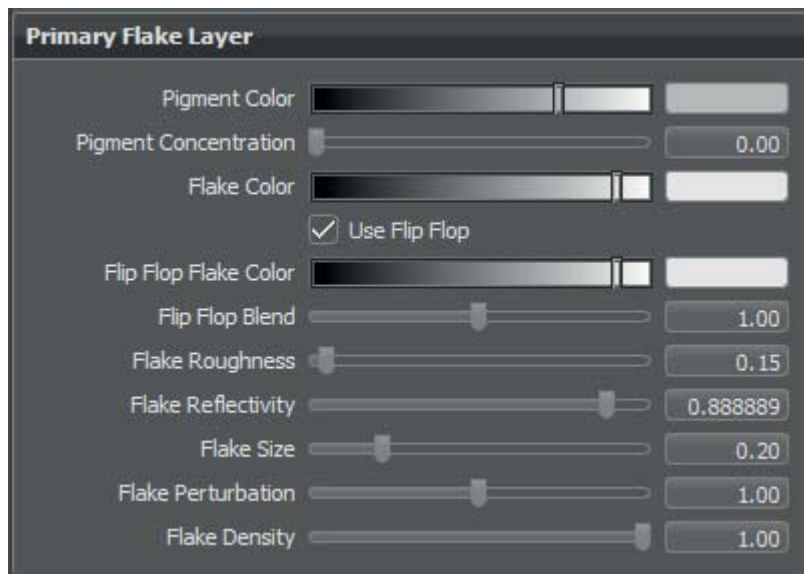 Primary Flake Layer
Pigment Color
Pigment Concentration 0.00
Flake Color
Use Flip Flop
Flip Flop Flake Color
Flip Flop Blend 1.00
Flake Roughness 0.15
Flake Reflectivity 0.888889
Flake Size 0.20
Flake Perturbation 1.00
Flake Density 1.00